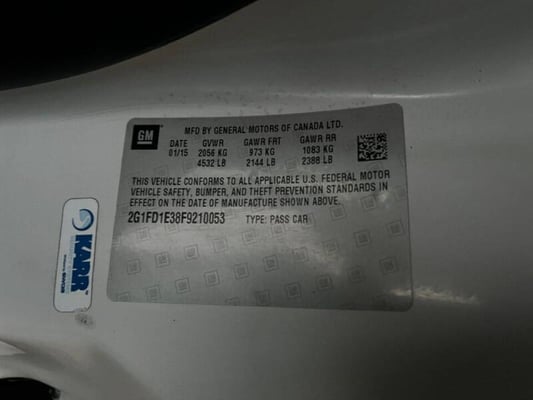 GM
MFD BY GENERAL MOTORS OF CANADA LTD.
DATE GVWR GAWR FRT GAWR RR
01/15 2056 KG 973 KG 1083 KG
4532 LB 2144 LB 2388 LB
THIS VEHICLE CONFORMS TO ALL APPLICABLE U.S. FEDERAL MOTOR
VEHICLE SAFETY, BUMPER, AND THEFT PREVENTION STANDARDS IN
EFFECT ON THE DATE OF MANUFACTURE SHOWN ABOVE.
2G1FD1E38F9210053 TYPE: PASS CAR
KARR